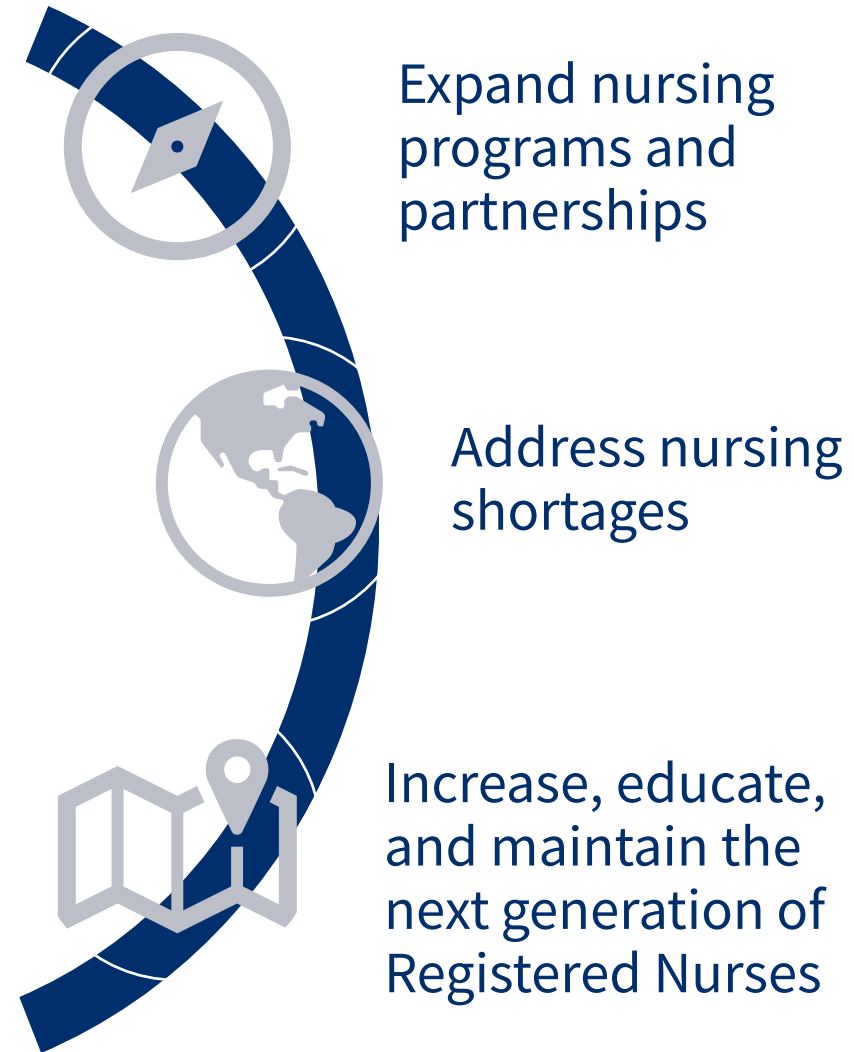 Expand nursing
programs and
partnerships
Address nursing
shortages
Increase, educate,
and maintain the
next generation of
Registered Nurses